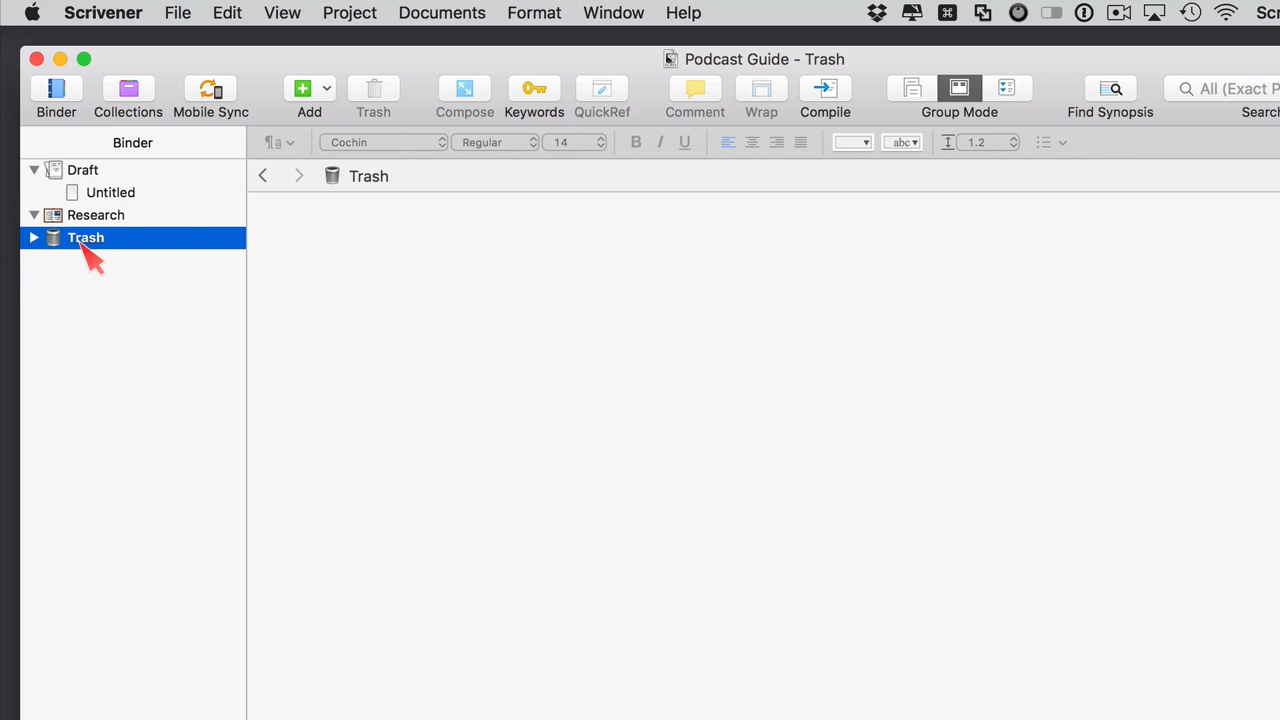 Scrivener File Edit View Project Documents Format Window Help Scr
Podcast Guide - Trash
Binder Collections Mobile Sync Add Trash Compose Keywords QuickRef Comment Wrap Compile Group Mode Find Synopsis Search
All (Exact P
Binder
¶a Cochin Regular 14 B I U abc 1.2
Draft
Trash
Untitled
Research
Trash